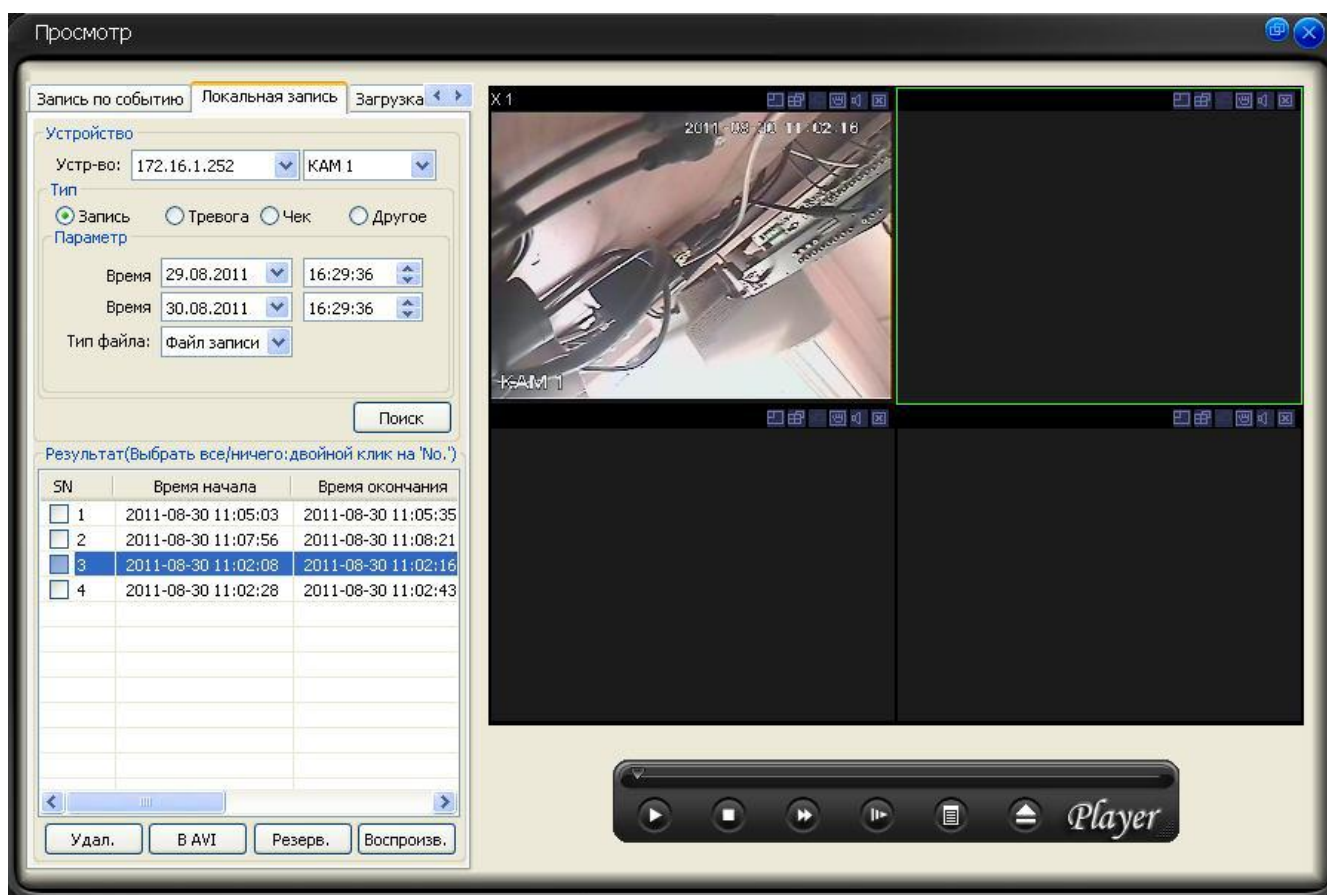 Просмотр
Запись по событию Локальная запись Загрузка
Устройство
Устр-во: 172.16.1.252 КАМ 1
Тип
Запись Тревога Чек Другое
Параметр
Время 29.08.2011 16:29:36
Время 30.08.2011 16:29:36
Тип файла: Файл записи
Поиск
Результат(Выбрать все/ничего:двойной клик на 'No.')
SN Время начала Время окончания
1 2011-08-30 11:05:03 2011-08-30 11:05:35
2 2011-08-30 11:07:56 2011-08-30 11:08:21
3 2011-08-30 11:02:08 2011-08-30 11:02:16
4 2011-08-30 11:02:28 2011-08-30 11:02:43
Удал. В AVI Резерв. Воспроизв.
X 1
2011-08-30 11:02:16
КАМ 1
Player